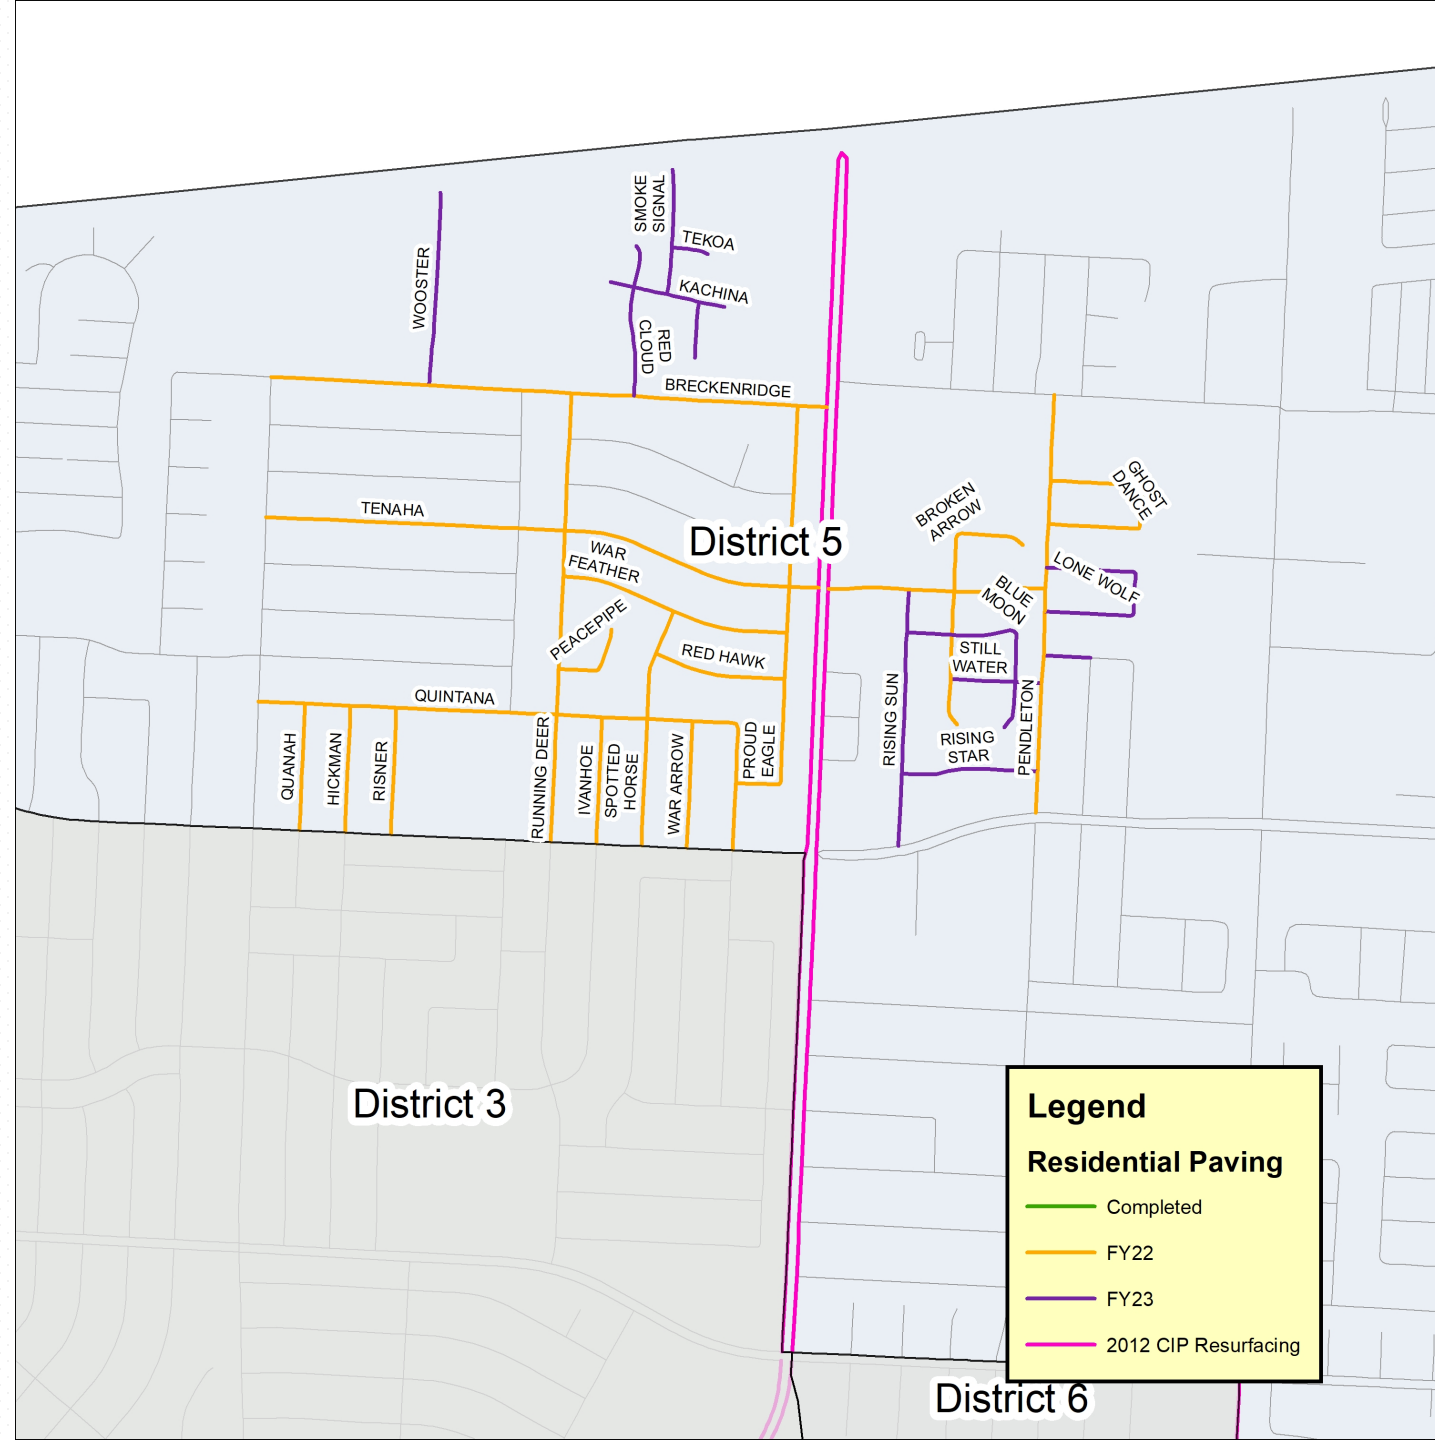 SMOKE
SIGNAL
TEKOA
WOOSTER
KACHINA
RED
CLOUD
BRECKENRIDGE
GHOST
DANCE
BROKEN
ARROW
TENAHA
District 5
WAR
FEATHER
LONE WOLF
BLUE
MOON
PEACEPIPE
RED HAWK
STILL
WATER
QUINTANA
RISING SUN
PENDLETON
RISING
STAR
QUANAH
HICKMAN
RISNER
RUNNING DEER
IVANHOE
SPOTTED
HORSE
WAR ARROW
PROUD
EAGLE
District 3
Legend
Residential Paving
Completed
FY22
FY23
2012 CIP Resurfacing
District 6